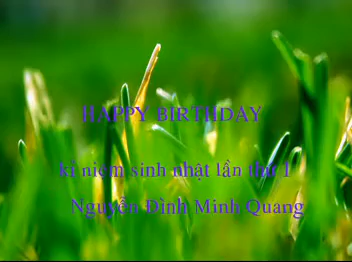 HAPPY BIRTHDAY
kỉ niệm sinh nhật lần thứ 1
Nguyễn Đình Minh Quang